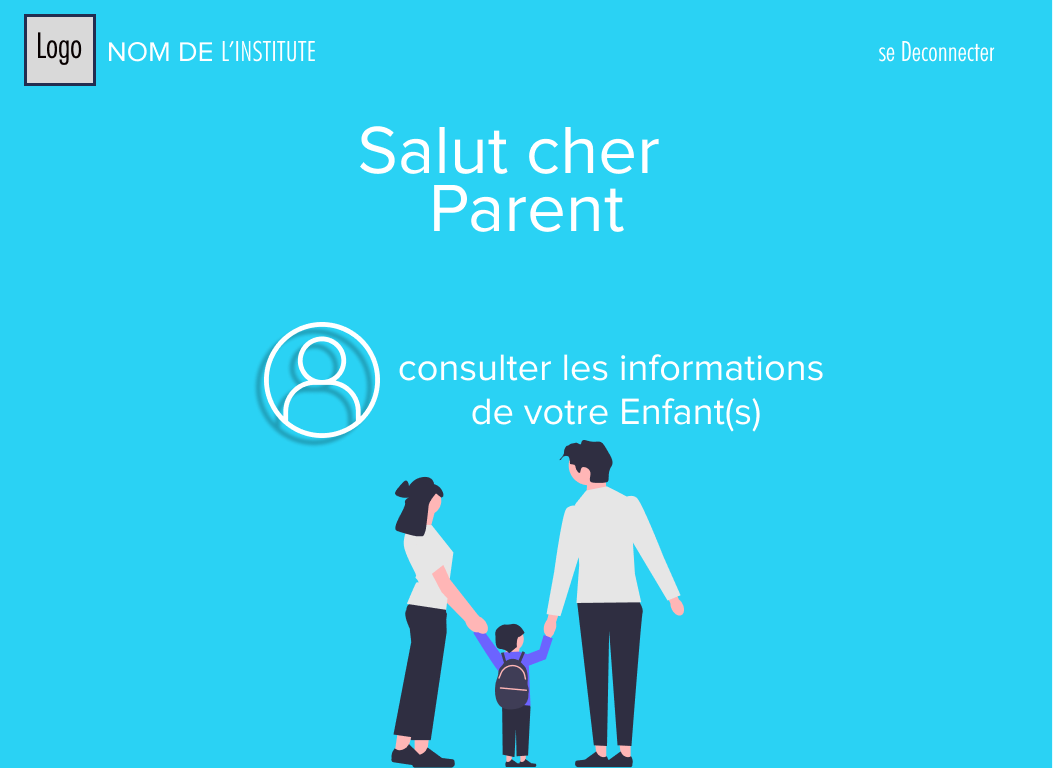 Logo
NOM DE L'INSTITUTE
se Deconnecter
Salut cher
Parent
consulter les informations
de votre Enfant(s)